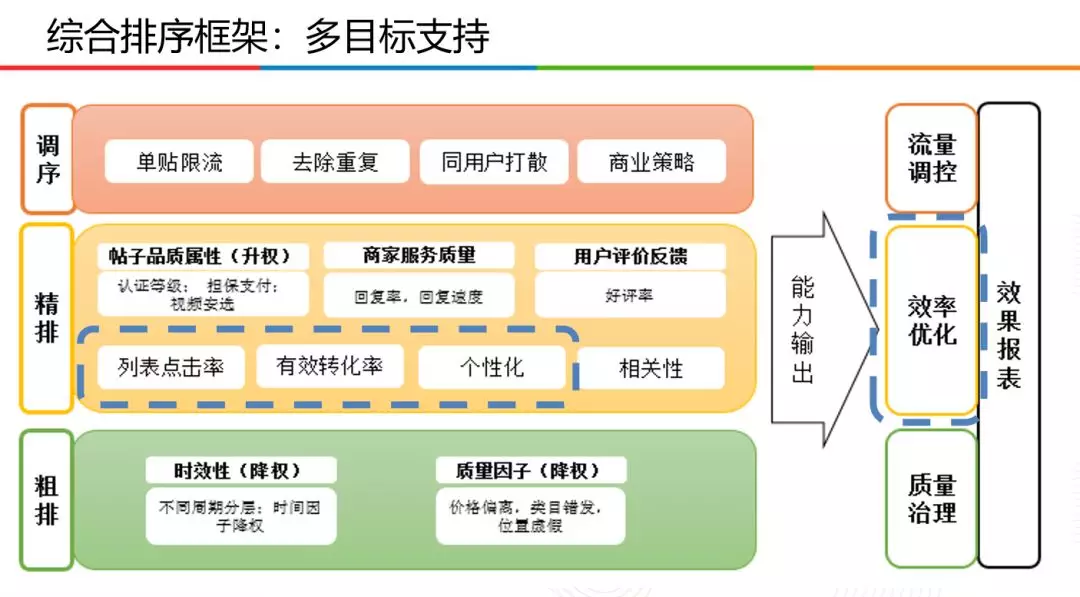 综合排序框架：多目标支持
调序
单贴限流
去除重复
同用户打散
商业策略
精排
帖子品质属性（升权）
认证等级； 担保支付；
视频安选
商家服务质量
回复率，回复速度
用户评价反馈
好评率
列表点击率
有效转化率
个性化
相关性
粗排
时效性（降权）
不同周期分层：时间因
子降权
质量因子（降权）
价格偏离，类目错发，
位置虚假
能力输出
流量
调控
效率
优化
质量
治理
效果报表